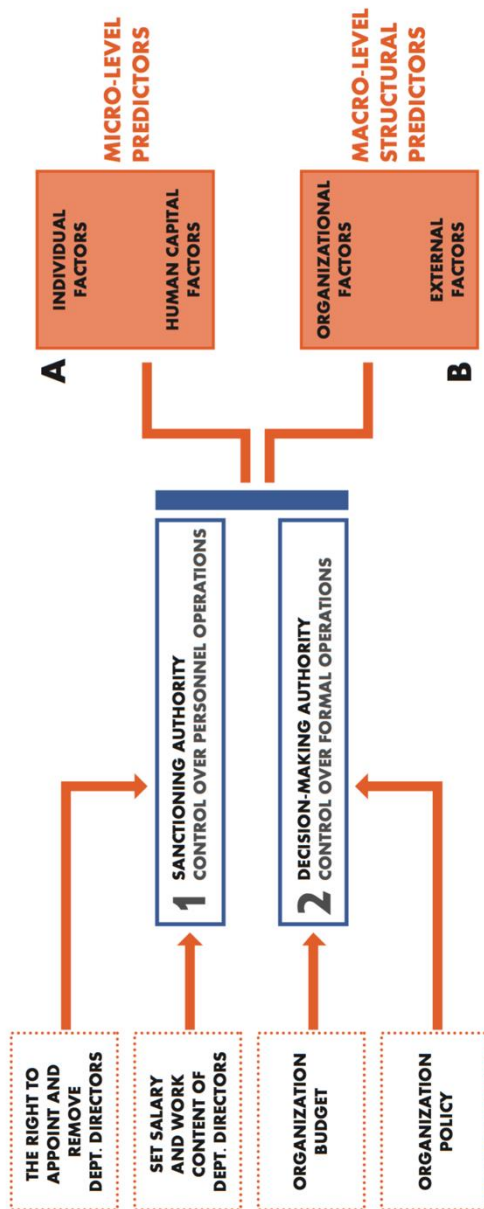 THE RIGHT TO
APPOINT AND
REMOVE
DEPT. DIRECTORS
SET SALARY
AND WORK
CONTENT OF
DEPT. DIRECTORS
ORGANIZATION
BUDGET
ORGANIZATION
POLICY
1 SANCTIONING AUTHORITY
CONTROL OVER PERSONNEL OPERATIONS
2 DECISION-MAKING AUTHORITY
CONTROL OVER FORMAL OPERATIONS
A
INDIVIDUAL
FACTORS
HUMAN CAPITAL
FACTORS
MICRO-LEVEL
PREDICTORS
B
ORGANIZATIONAL
FACTORS
EXTERNAL
FACTORS
MACRO-LEVEL
STRUCTURAL
PREDICTORS